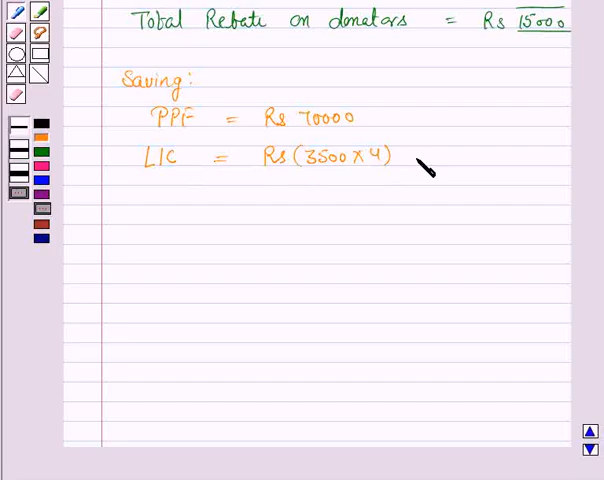 Total Rebate on donators = Rs 15000
Saving:
PPF = Rs 70000
LIC = Rs (3500 x 4)